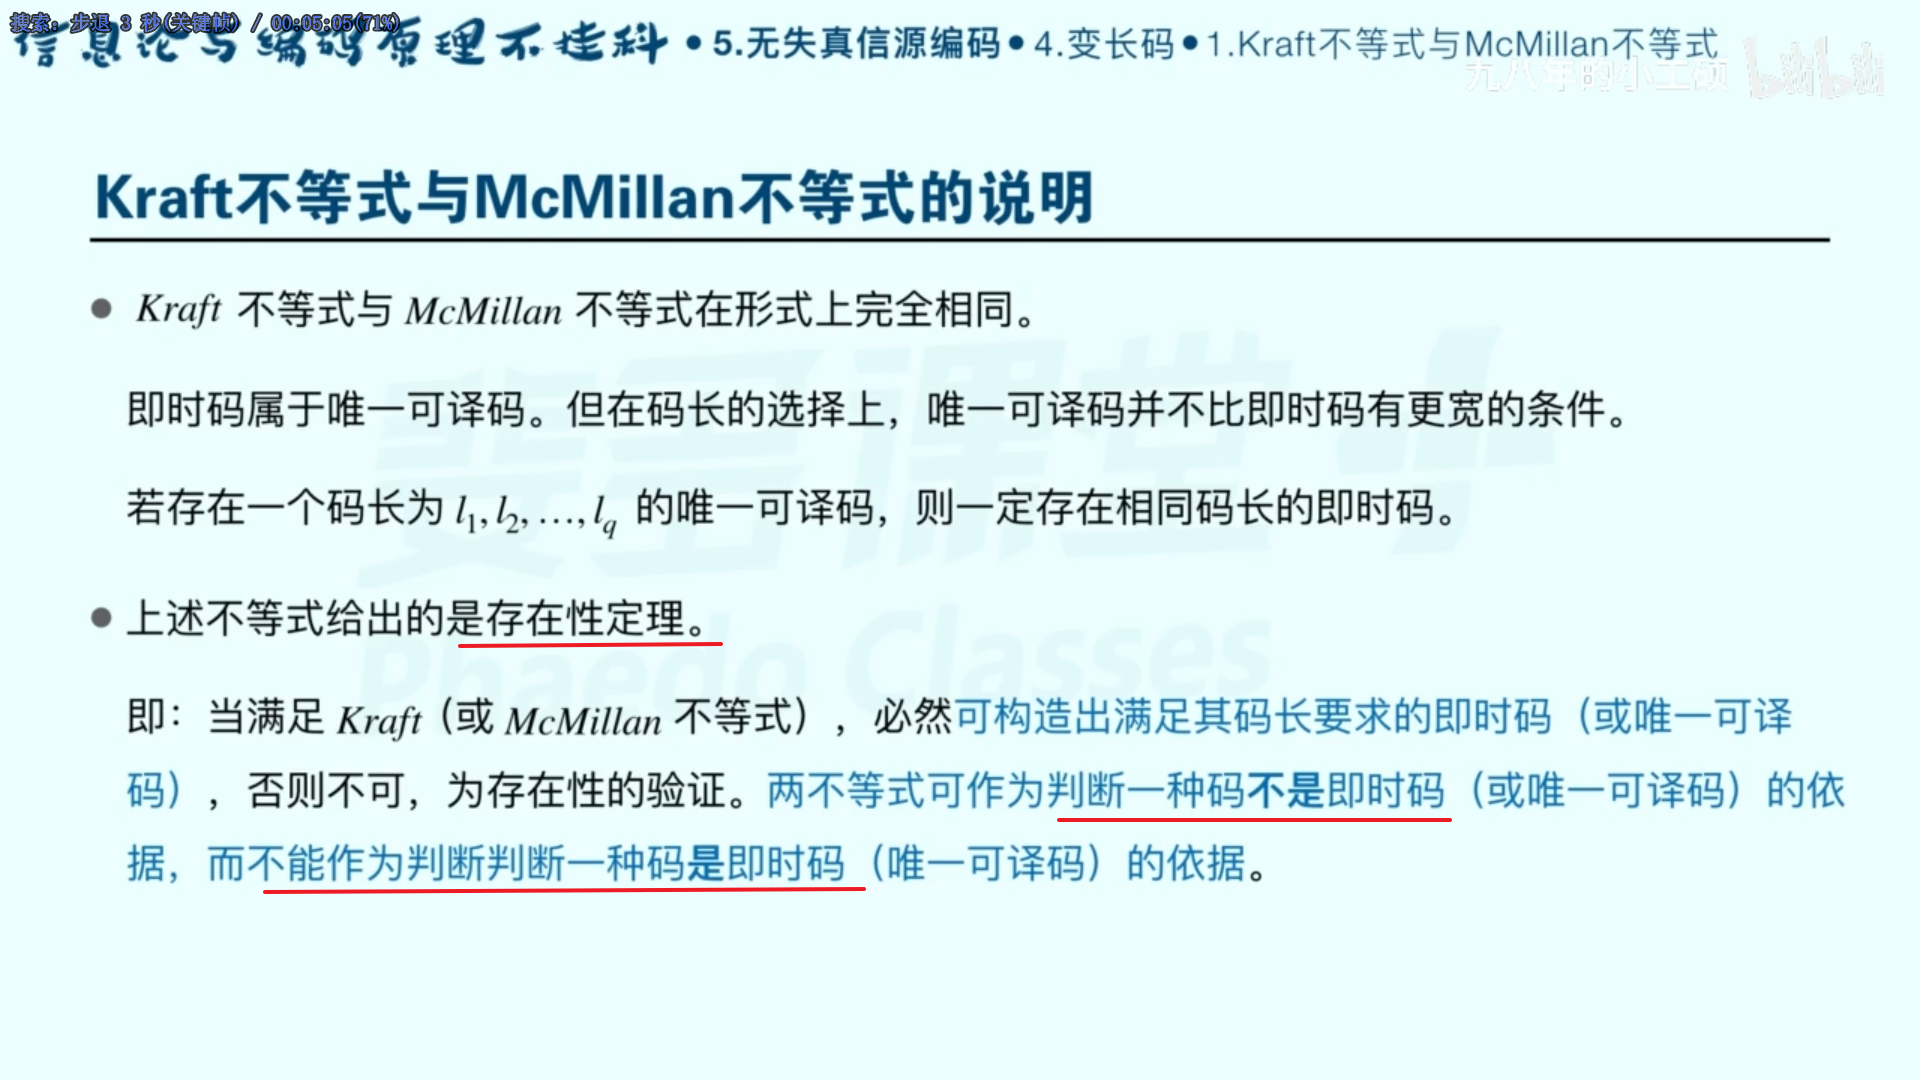 搜索: 步退 3 秒(关键帧) / 00:05:05(71%)
信息论与编码原理不挂科 • 5.无失真信源编码 • 4.变长码 • 1.Kraft不等式与McMillan不等式
九八年的小王硕 bilibili
Kraft不等式与McMillan不等式的说明
● Kraft 不等式与 McMillan 不等式在形式上完全相同。
即时码属于唯一可译码。但在码长的选择上，唯一可译码并不比即时码有更宽的条件。
若存在一个码长为 l₁, l₂, …, l_q 的唯一可译码，则一定存在相同码长的即时码。
● 上述不等式给出的是存在性定理。
即：当满足 Kraft（或 McMillan 不等式），必然可构造出满足其码长要求的即时码（或唯一可译
码），否则不可，为存在性的验证。两不等式可作为判断一种码不是即时码（或唯一可译码）的依
据，而不能作为判断判断一种码是即时码（唯一可译码）的依据。
斐多课堂
Phaedo Classes